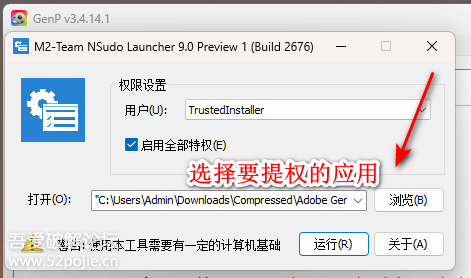 GenP v3.4.14.1
M2-Team NSudo Launcher 9.0 Preview 1 (Build 2676)
权限设置
用户(U):
TrustedInstaller
启用全部特权(E)
选择要提权的应用
打开(O):
"C:\Users\Admin\Downloads\Compressed\Adobe Ger
浏览(B)
警告:使用本工具需要有一定的计算机基础
运行(R)
关于(A)
吾爱破解论坛
www.52pojie.cn